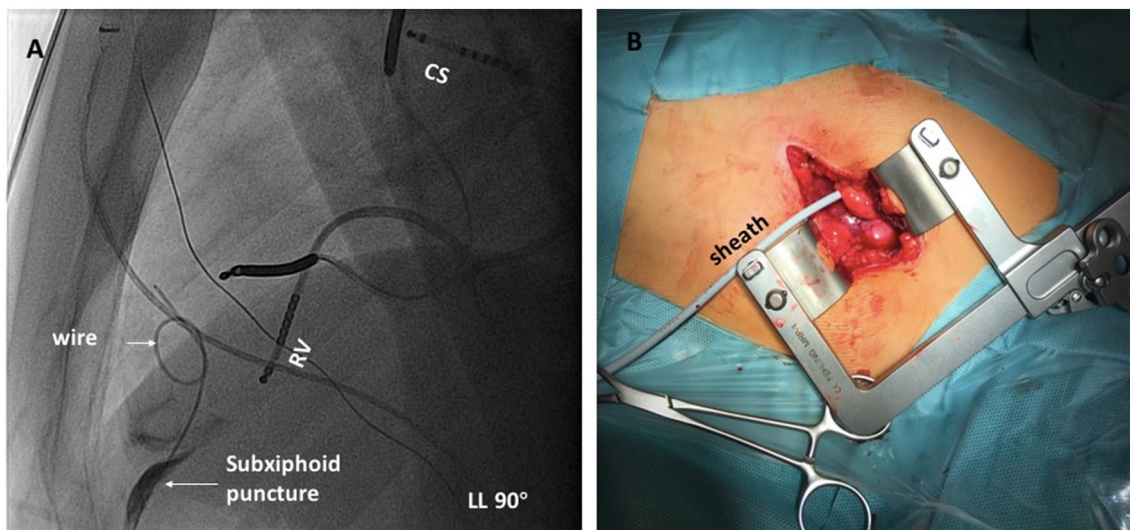 A
CS
wire
RV
Subxiphoid
puncture
LL 90°
B
sheath